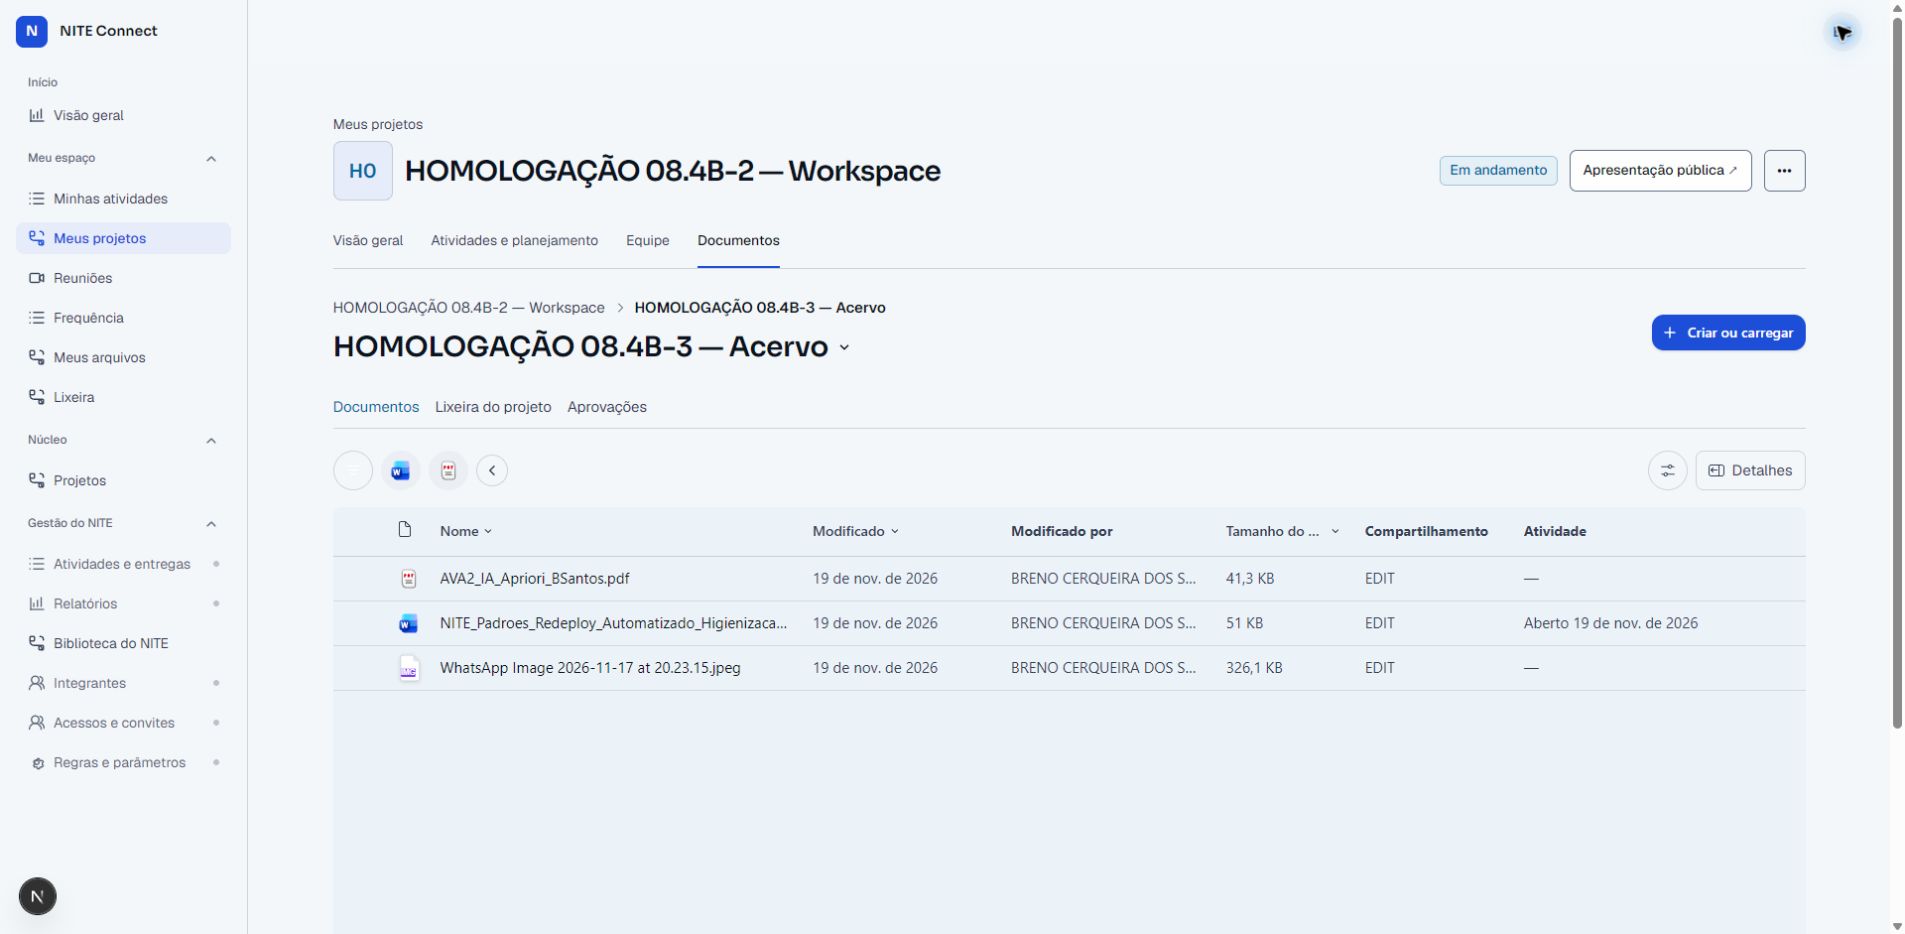 N NITE Connect
Início
Visão geral
Meu espaço
Minhas atividades
Meus projetos
Reuniões
Frequência
Meus arquivos
Lixeira
Núcleo
Projetos
Gestão do NITE
Atividades e entregas
Relatórios
Biblioteca do NITE
Integrantes
Acessos e convites
Regras e parâmetros
N
Meus projetos
HO HOMOLOGAÇÃO 08.4B-2 — Workspace
Em andamento Apresentação pública ↗ •••
Visão geral Atividades e planejamento Equipe Documentos
HOMOLOGAÇÃO 08.4B-2 — Workspace > HOMOLOGAÇÃO 08.4B-3 — Acervo
HOMOLOGAÇÃO 08.4B-3 — Acervo
+ Criar ou carregar
Documentos Lixeira do projeto Aprovações
Detalhes
Nome Modificado Modificado por Tamanho do ... Compartilhamento Atividade
AVA2_IA_Apriori_BSantos.pdf 19 de nov. de 2026 BRENO CERQUEIRA DOS S... 41,3 KB EDIT —
NITE_Padroes_Redeploy_Automatizado_Higienizaca... 19 de nov. de 2026 BRENO CERQUEIRA DOS S... 51 KB EDIT Aberto 19 de nov. de 2026
WhatsApp Image 2026-11-17 at 20.23.15.jpeg 19 de nov. de 2026 BRENO CERQUEIRA DOS S... 326,1 KB EDIT —